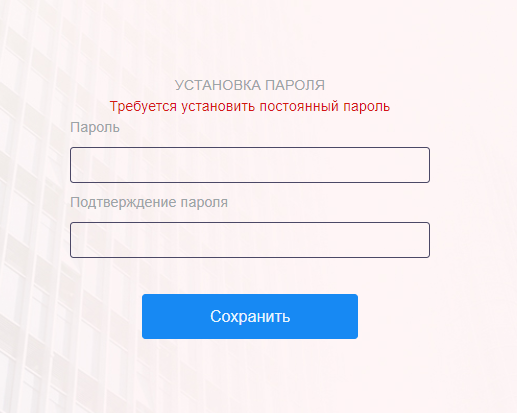 УСТАНОВКА ПАРОЛЯ
Требуется установить постоянный пароль
Пароль
Подтверждение пароля
Сохранить